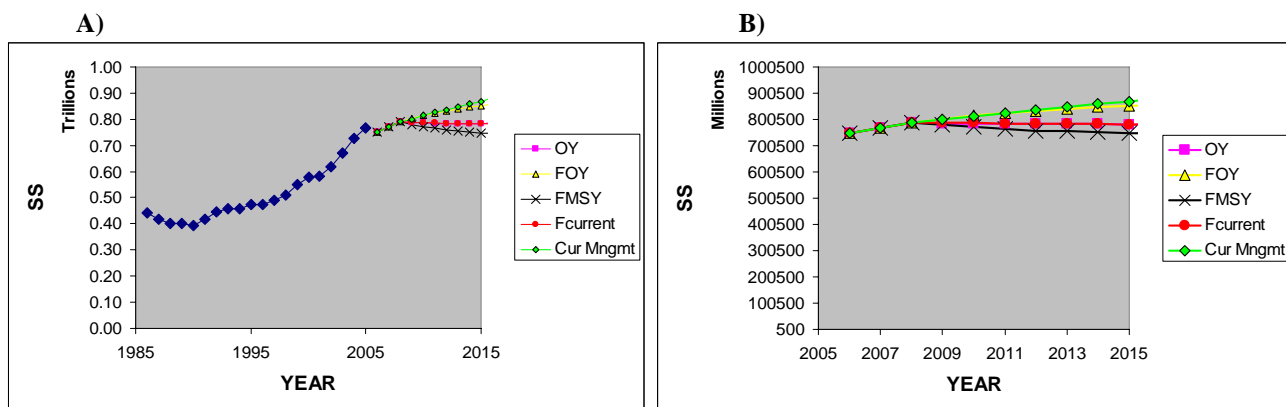 A)
Trillions
SS
1.00
0.90
0.80
0.70
0.60
0.50
0.40
0.30
0.20
0.10
0.00
1985
1995
2005
2015
YEAR
OY
FOY
FMSY
Fcurrent
Cur Mngmt
B)
Millions
SS
1000500
900500
800500
700500
600500
500500
400500
300500
200500
100500
500
2005
2007
2009
2011
2013
2015
YEAR
OY
FOY
FMSY
Fcurrent
Cur Mngmt